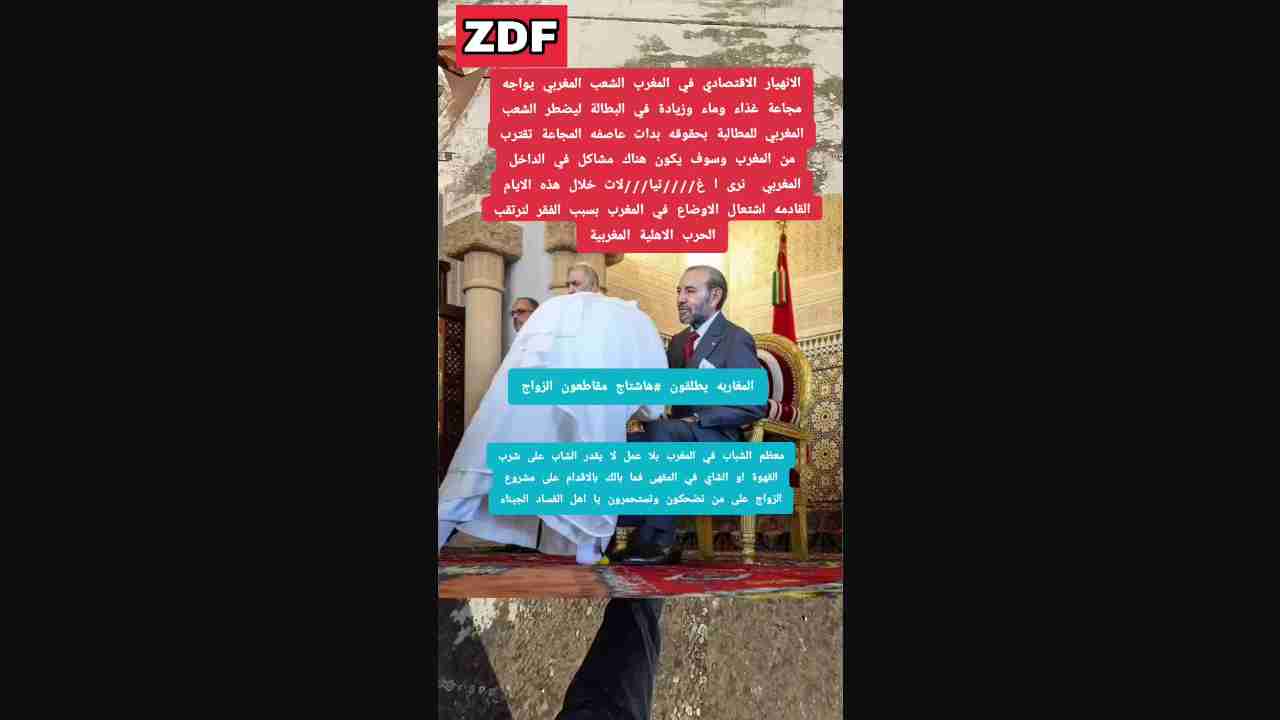 ZDF
الانهيار الاقتصادي في المغرب الشعب المغربي يواجه
مجاعة غذاء وماء وزيادة في البطالة ليضطر الشعب
المغربي للمطالبة بحقوقه بدات عاصفه المجاعة تقترب
من المغرب وسوف يكون هناك مشاكل في الداخل
المغربي نرى ا غ////تيا///لات خلال هذه الايام
القادمه اشتعال الاوضاع في المغرب بسبب الفقر لنرتقب
الحرب الاهلية المغربية
المغاربه يطلقون #هاشتاج مقاطعون الزواج
معظم الشباب في المغرب بلا عمل لا يقدر الشاب على شرب
القهوة او الشاي في المقهى فما بالك بالاقدام على مشروع
الزواج على من تضحكون وتستحمرون يا اهل الفساد الجبناء